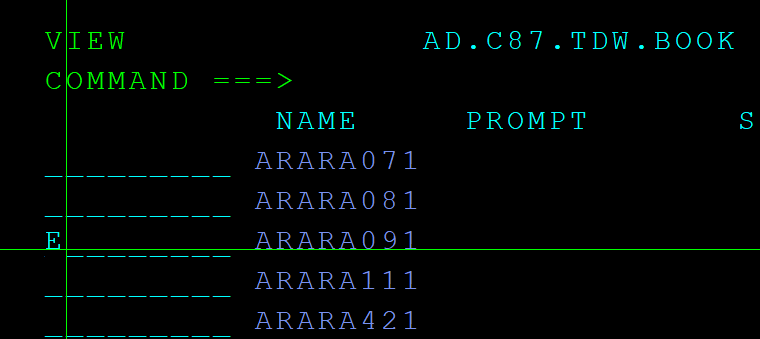 VIEW AD.C87.TDW.BOOK
COMMAND ===>
NAME PROMPT S
_________ ARARA071
_________ ARARA081
E________ ARARA091
_________ ARARA111
_________ ARARA421